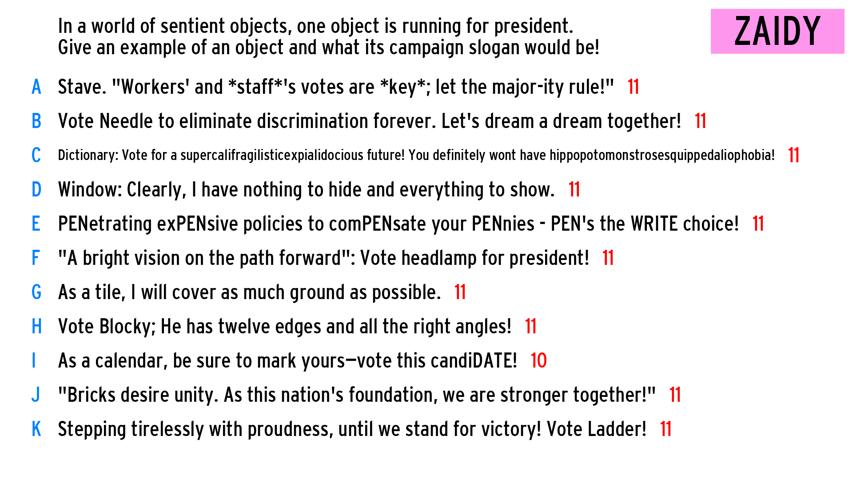 In a world of sentient objects, one object is running for president.
Give an example of an object and what its campaign slogan would be!
ZAIDY
A Stave. "Workers' and *staff*'s votes are *key*; let the major-ity rule!" 11
B Vote Needle to eliminate discrimination forever. Let's dream a dream together! 11
C Dictionary: Vote for a supercalifragilisticexpialidocious future! You definitely wont have hippopotomonstrosesquippedaliophobia! 11
D Window: Clearly, I have nothing to hide and everything to show. 11
E PENetrating exPENsive policies to comPENsate your PENnies - PEN's the WRITE choice! 11
F "A bright vision on the path forward": Vote headlamp for president! 11
G As a tile, I will cover as much ground as possible. 11
H Vote Blocky; He has twelve edges and all the right angles! 11
I As a calendar, be sure to mark yours—vote this candiDATE! 10
J "Bricks desire unity. As this nation's foundation, we are stronger together!" 11
K Stepping tirelessly with proudness, until we stand for victory! Vote Ladder! 11